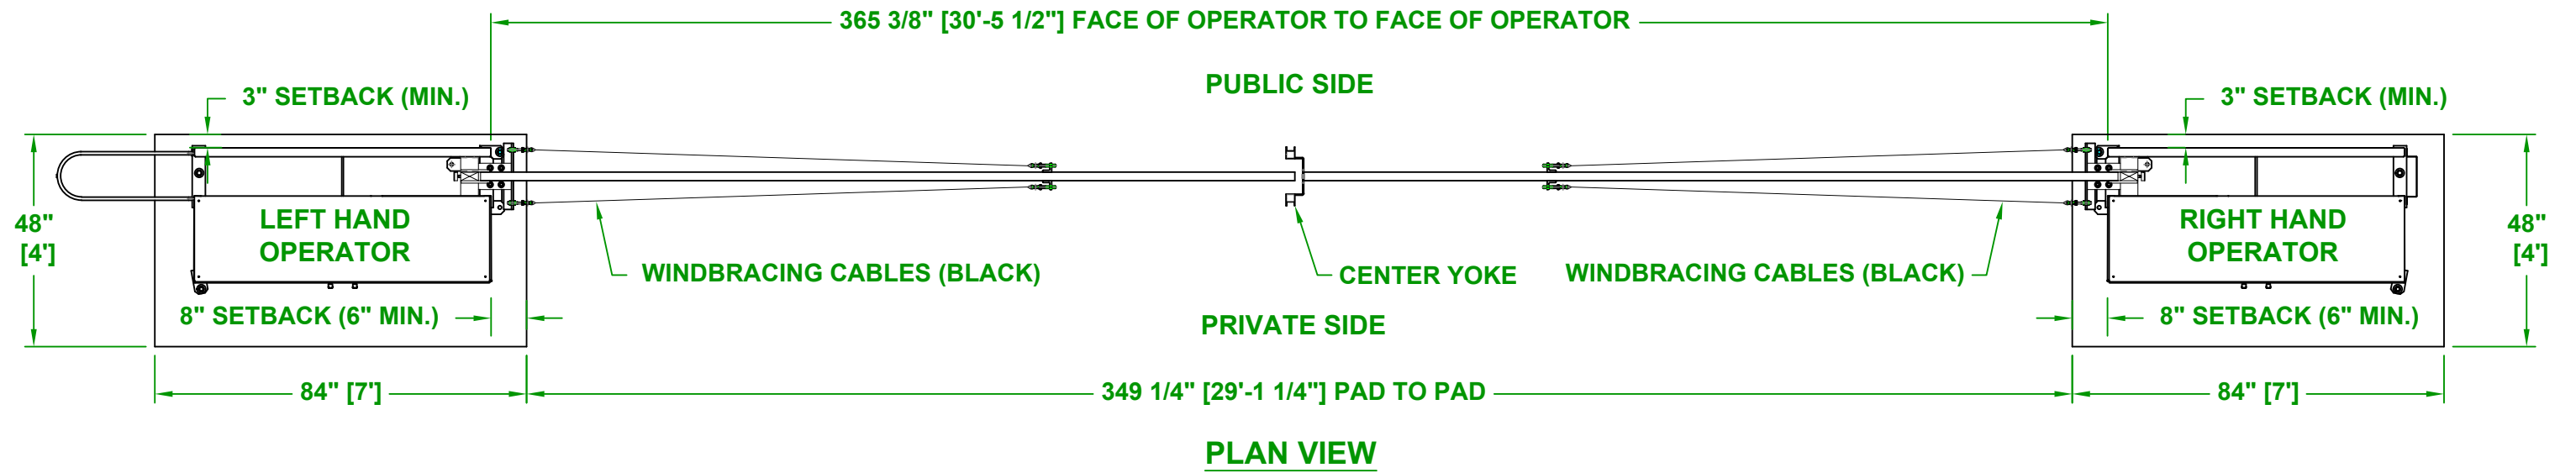 365 3/8" [30'-5 1/2"] FACE OF OPERATOR TO FACE OF OPERATOR
PUBLIC SIDE
3" SETBACK (MIN.)
3" SETBACK (MIN.)
48"
[4']
LEFT HAND
OPERATOR
RIGHT HAND
OPERATOR
48"
[4']
WINDBRACING CABLES (BLACK)
CENTER YOKE
WINDBRACING CABLES (BLACK)
8" SETBACK (6" MIN.)
PRIVATE SIDE
8" SETBACK (6" MIN.)
84" [7']
349 1/4" [29'-1 1/4"] PAD TO PAD
84" [7']
PLAN VIEW